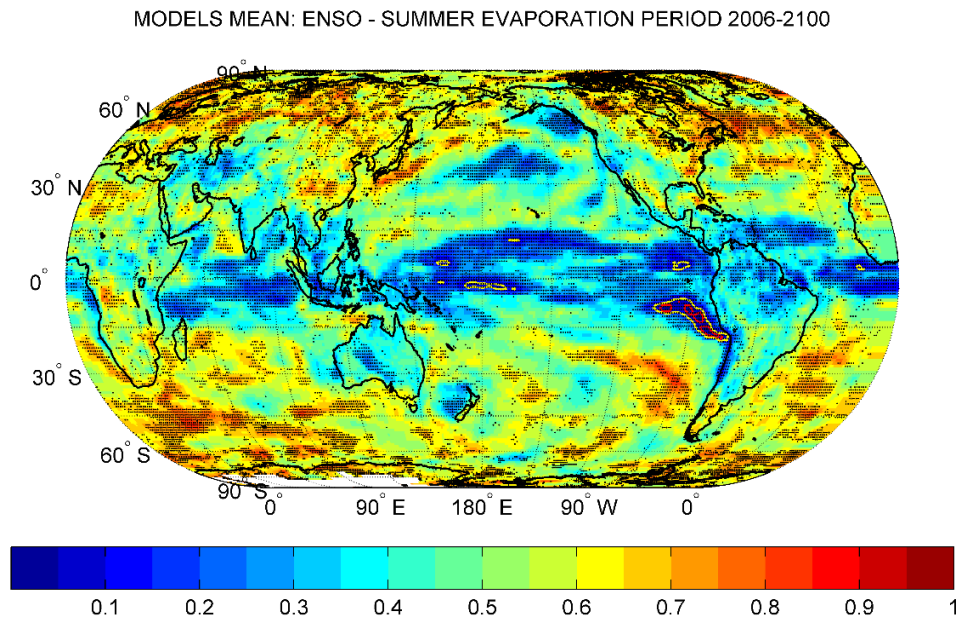 MODELS MEAN: ENSO - SUMMER EVAPORATION PERIOD 2006-2100
90° N
60° N
30° N
0°
30° S
60° S
90° S
0° 90° E 180° E 90° W 0°
0.1 0.2 0.3 0.4 0.5 0.6 0.7 0.8 0.9 1